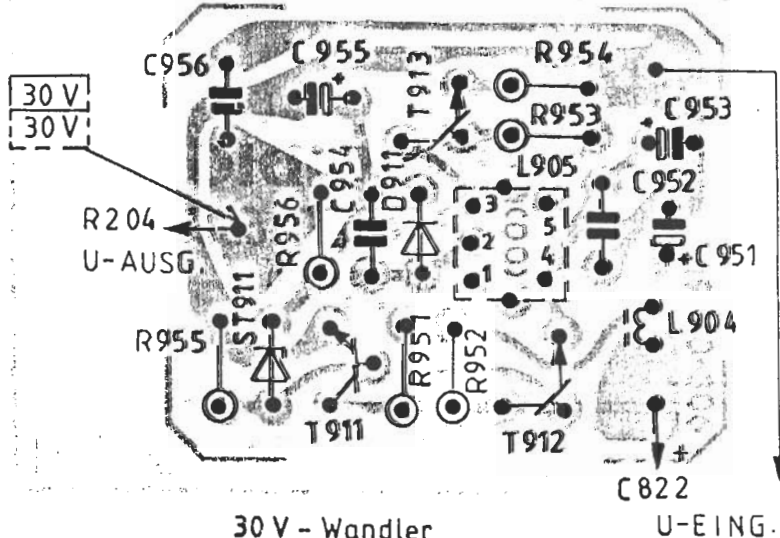 C956
C955
T913
R954
30 V
30 V
R953
C953
L905
C952
C954
D911
R956
3
5
2
4
1
R204
U-AUSG
+C951
ST911
R955
R951
R952
L904
T911
T912
+
C822
30 V - Wandler
U-EING.